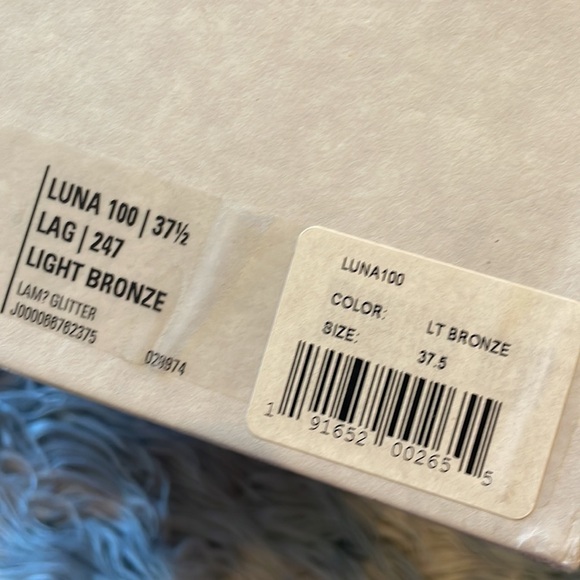 LUNA 100 | 37½
LAG | 247
LIGHT BRONZE
LAM? GLITTER
J000066762375
029974
LUNA100
COLOR: LT BRONZE
SIZE: 37.5
1 91652 00265 5